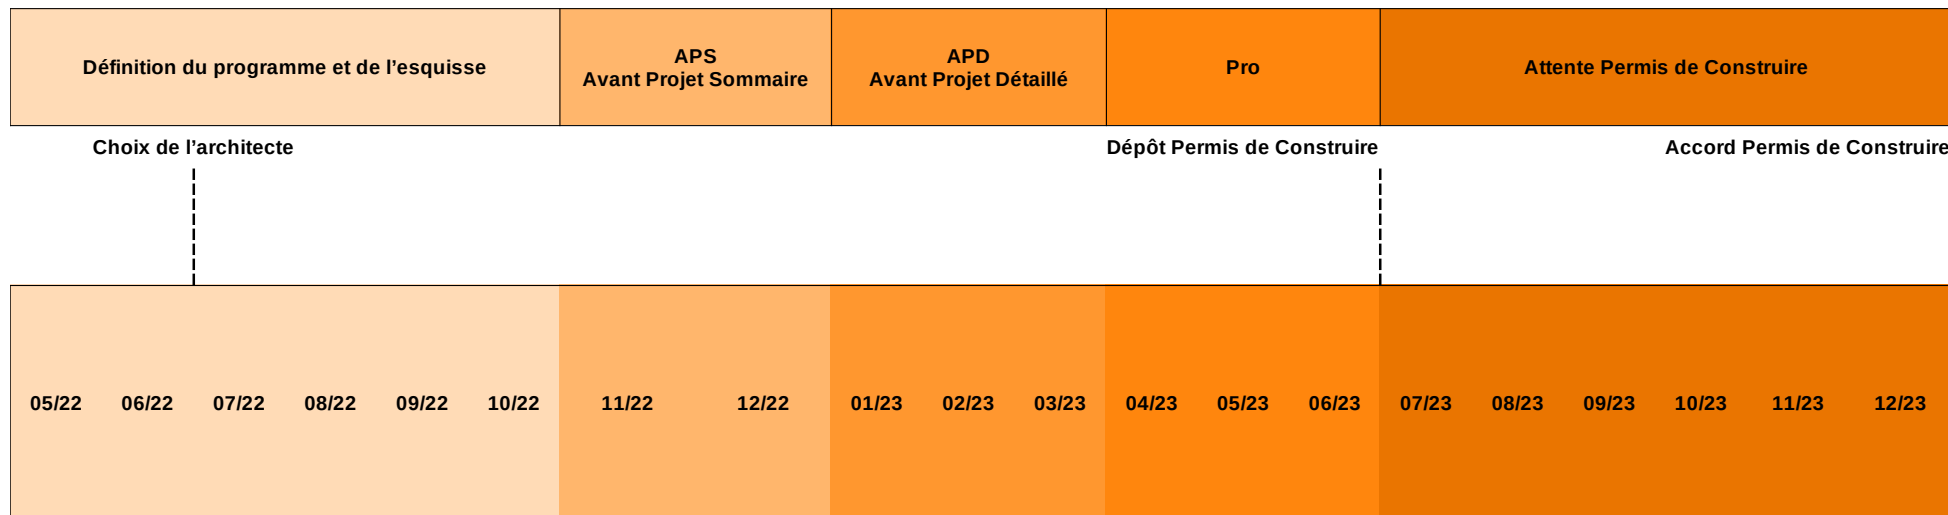 Définition du programme et de l’esquisse
APS
Avant Projet Sommaire
APD
Avant Projet Détaillé
Pro
Attente Permis de Construire
Choix de l’architecte
Dépôt Permis de Construire
Accord Permis de Construire
05/22 06/22 07/22 08/22 09/22 10/22 11/22 12/22 01/23 02/23 03/23 04/23 05/23 06/23 07/23 08/23 09/23 10/23 11/23 12/23